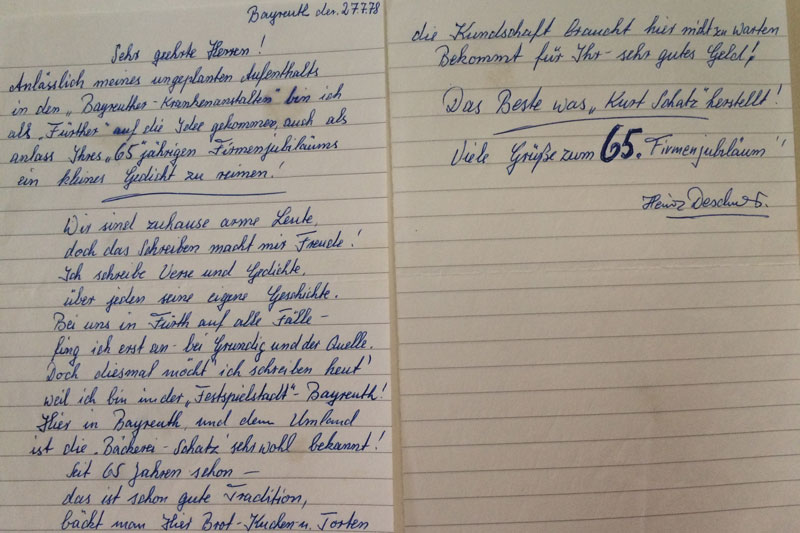 Bayreuth den. 27.7.78
Sehr geehrte Herren!
Anlässlich meines ungeplanten Aufenthalts
in den „Bayreuther-Krankenanstalten" bin ich
als „Fürther" auf die Idee gekommen, auch als
anlass Ihres „65" jährigen Firmenjubiläums
ein kleines Gedicht zu reimen!
Wir sind zuhause arme Leute
doch das Schreiben macht mir Freude!
Ich schreibe Verse und Gedichte,
über jeden seine eigene Geschichte.
Bei uns in Fürth auf alle Fälle –
fing ich erst an - bei Grundig und der Quelle.
Doch diesmal möcht' ich schreiben heut'
weil ich bin in der „Festspielstadt" - Bayreuth!
Hier in Bayreuth, und dem Umland
ist die „Bäckerei - Schatz' sehr wohl bekannt!
Seit 65 Jahren schon –
das ist schon gute Tradition,
bäckt man Hier Brot - Kuchen u. Torten
die Kundschaft braucht hier nicht zu warten
Bekommt für Ihr - sehr gutes Geld!
Das Beste was „Kurt Schatz" herstellt!
Viele Grüße zum 65. Firmenjubiläum!
Heinz